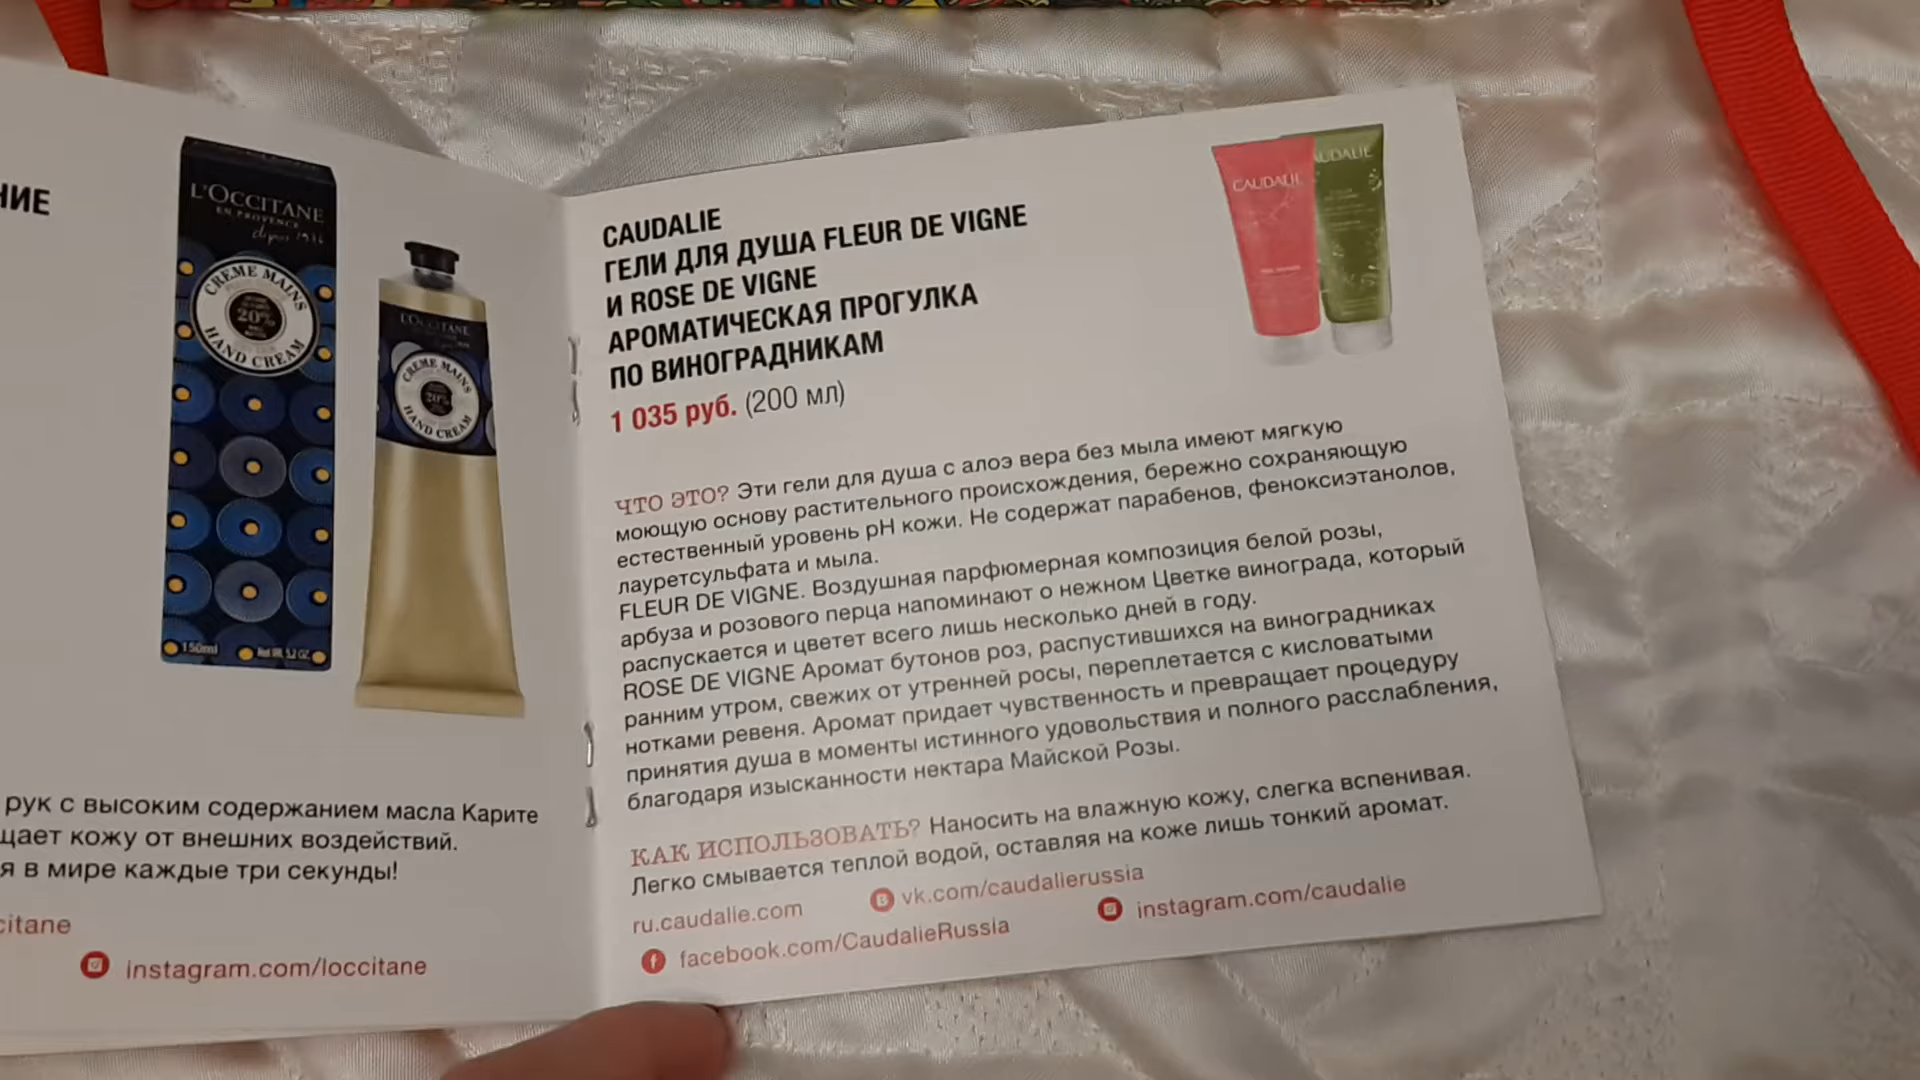 L'OCCITANE
EN PROVENCE
depuis 1976
CREME MAINS
20%
HAND CREAM
150ml
L'OCCITANE
CREME MAINS
20%
HAND CREAM
рук с высоким содержанием масла Карите
от внешних воздействий.
в мире каждые три секунды!
instagram.com/loccitane
CAUDALIE
ГЕЛИ ДЛЯ ДУША FLEUR DE VIGNE
И ROSE DE VIGNE
АРОМАТИЧЕСКАЯ ПРОГУЛКА
ПО ВИНОГРАДНИКАМ
1 035 руб. (200 мл)
CAUDALIE
ЧТО ЭТО? Эти гели для душа с алоэ вера без мыла имеют мягкую
моющую основу растительного происхождения, бережно сохраняющую
естественный уровень pH кожи. Не содержат парабенов, феноксиэтанолов,
лауретсульфата и мыла.
FLEUR DE VIGNE. Воздушная парфюмерная композиция белой розы,
арбуза и розового перца напоминают о нежном Цветке винограда, который
распускается и цветет всего лишь несколько дней в году.
ROSE DE VIGNE Аромат бутонов роз, распустившихся на виноградниках
ранним утром, свежих от утренней росы, переплетается с кисловатыми
нотками ревеня. Аромат придает чувственность и превращает процедуру
принятия душа в моменты истинного удовольствия и полного расслабления,
благодаря изысканности нектара Майской Розы.
КАК ИСПОЛЬЗОВАТЬ? Наносить на влажную кожу, слегка вспенивая.
Легко смывается теплой водой, оставляя на коже лишь тонкий аромат.
ru.caudalie.com
vk.com/caudalierussia
facebook.com/CaudalieRussia
instagram.com/caudalie